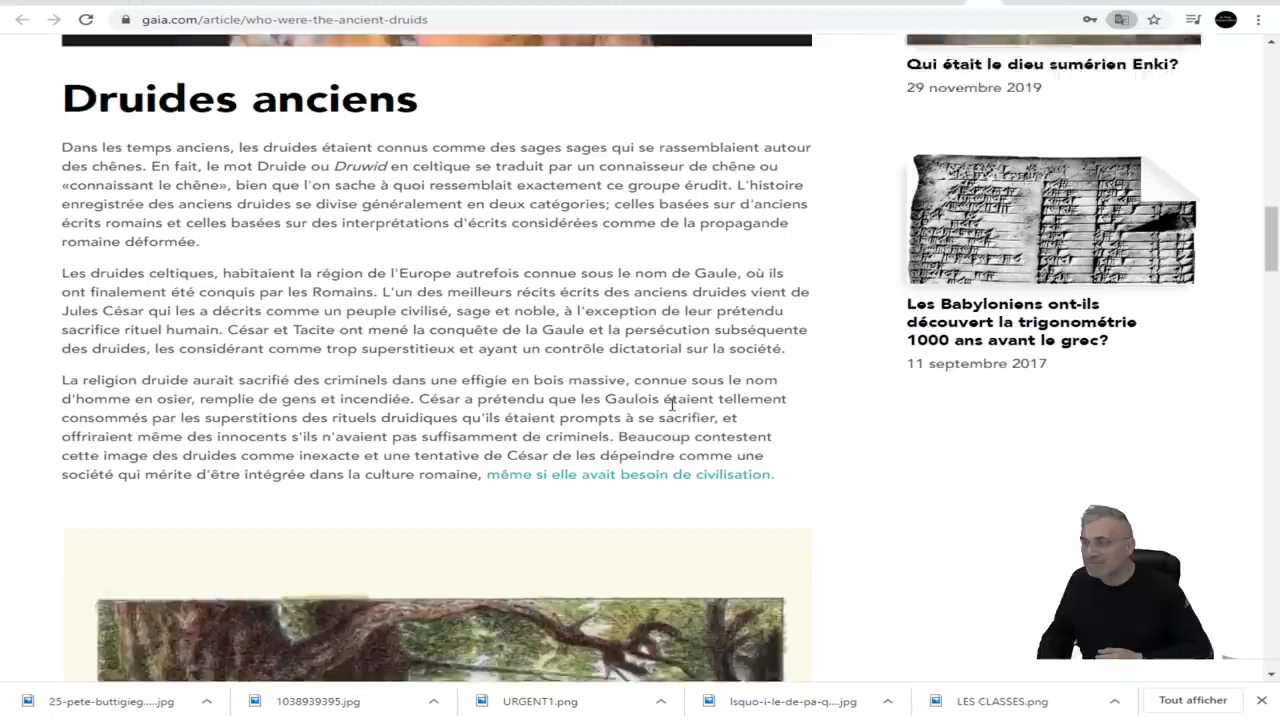 gaia.com/article/who-were-the-ancient-druids
Druides anciens
Dans les temps anciens, les druides étaient connus comme des sages sages qui se rassemblaient autour
des chênes. En fait, le mot Druide ou Druwid en celtique se traduit par un connaisseur de chêne ou
«connaissant le chêne», bien que l'on sache à quoi ressemblait exactement ce groupe érudit. L'histoire
enregistrée des anciens druides se divise généralement en deux catégories; celles basées sur d'anciens
écrits romains et celles basées sur des interprétations d'écrits considérées comme de la propagande
romaine déformée.
Les druides celtiques, habitaient la région de l'Europe autrefois connue sous le nom de Gaule, où ils
ont finalement été conquis par les Romains. L'un des meilleurs récits écrits des anciens druides vient de
Jules César qui les a décrits comme un peuple civilisé, sage et noble, à l'exception de leur prétendu
sacrifice rituel humain. César et Tacite ont mené la conquête de la Gaule et la persécution subséquente
des druides, les considérant comme trop superstitieux et ayant un contrôle dictatorial sur la société.
La religion druide aurait sacrifié des criminels dans une effigie en bois massive, connue sous le nom
d'homme en osier, remplie de gens et incendiée. César a prétendu que les Gaulois étaient tellement
consommés par les superstitions des rituels druidiques qu'ils étaient prompts à se sacrifier, et
offriraient même des innocents s'ils n'avaient pas suffisamment de criminels. Beaucoup contestent
cette image des druides comme inexacte et une tentative de César de les dépeindre comme une
société qui mérite d'être intégrée dans la culture romaine, même si elle avait besoin de civilisation.
Qui était le dieu sumérien Enki?
29 novembre 2019
Les Babyloniens ont-ils
découvert la trigonométrie
1000 ans avant le grec?
11 septembre 2017
25-pete-buttigieg....jpg
1038939395.jpg
URGENT1.png
lsquo-i-le-de-pa-q....jpg
LES CLASSES.png
Tout afficher